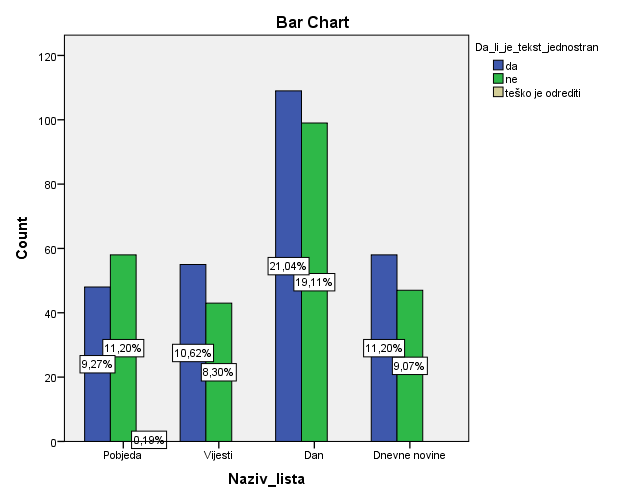 Bar Chart
Da_li_je_tekst_jednostran
da
ne
teško je odrediti
Count
120
100
80
60
40
20
0
9,27%
11,20%
0,19%
10,62%
8,30%
21,04%
19,11%
11,20%
9,07%
Pobjeda
Vijesti
Dan
Dnevne novine
Naziv_lista